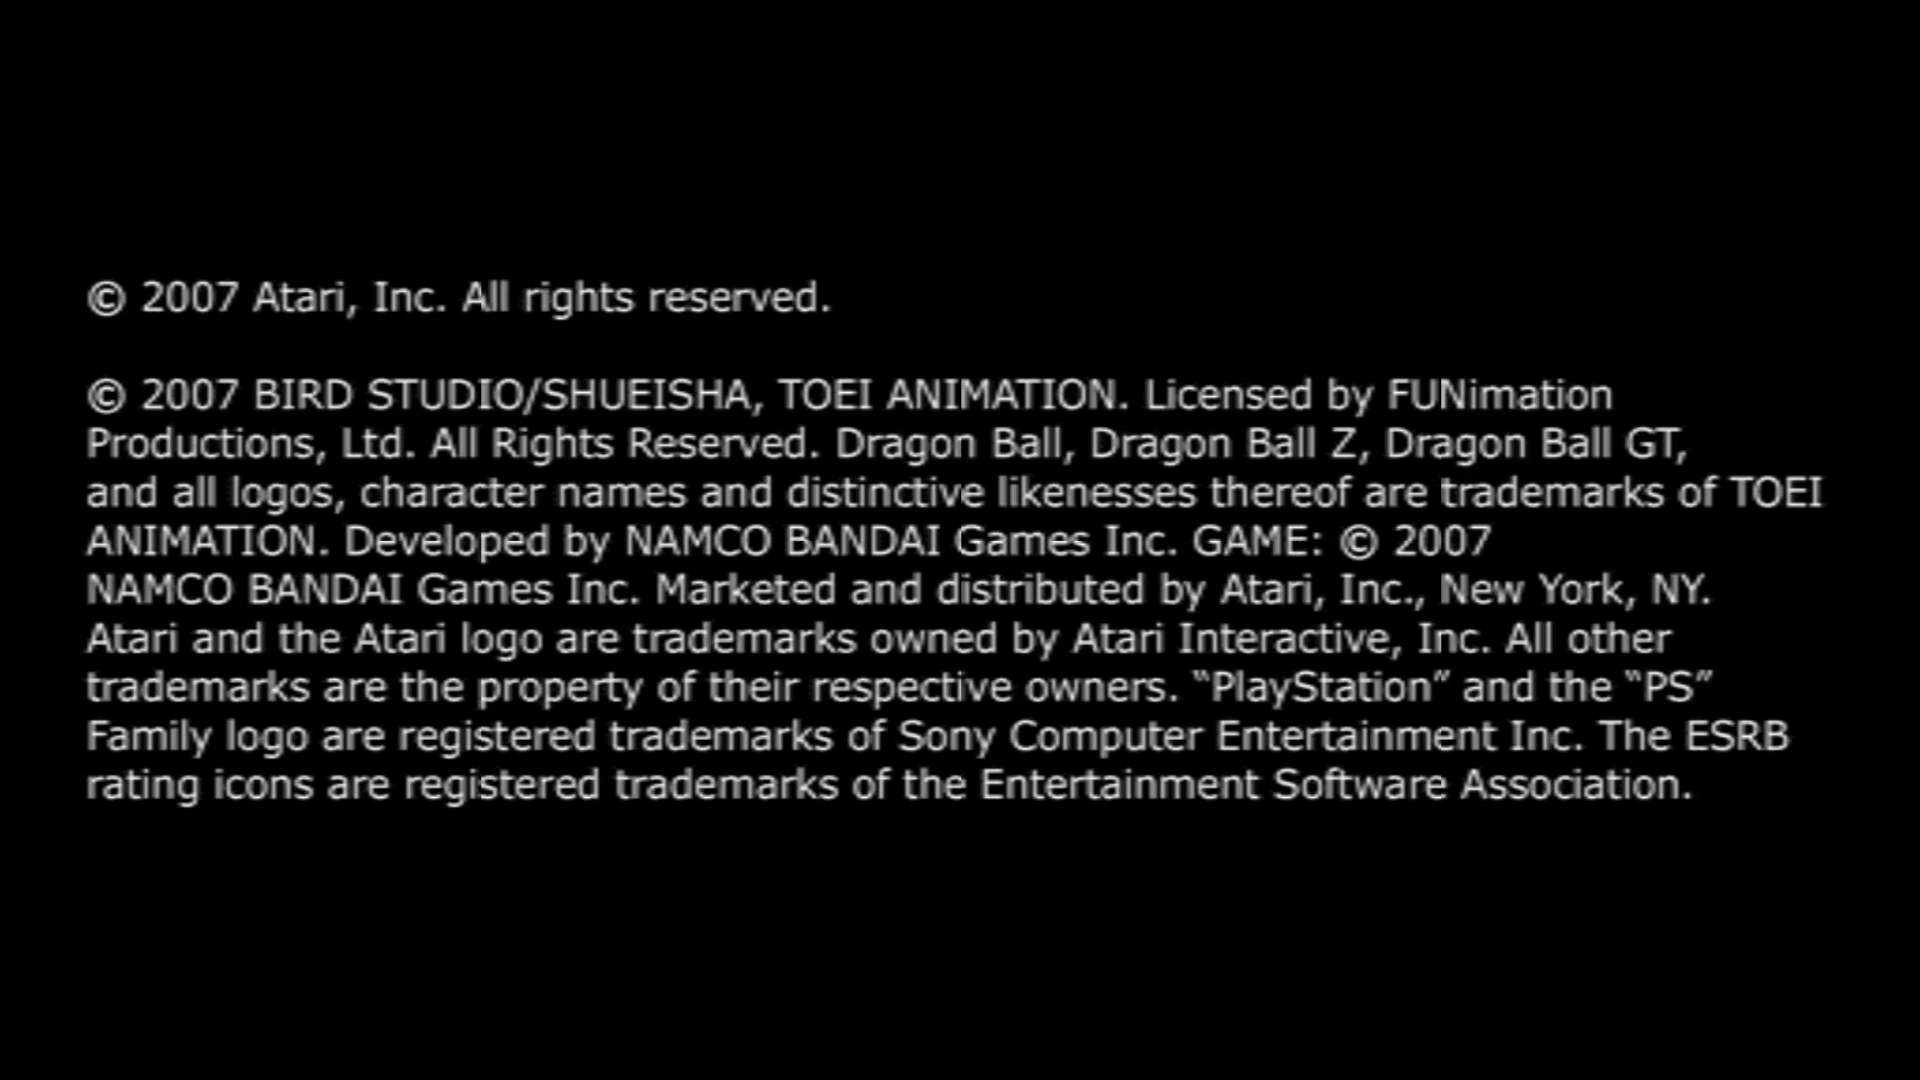 © 2007 Atari, Inc. All rights reserved.
© 2007 BIRD STUDIO/SHUEISHA, TOEI ANIMATION. Licensed by FUNimation
Productions, Ltd. All Rights Reserved. Dragon Ball, Dragon Ball Z, Dragon Ball GT,
and all logos, character names and distinctive likenesses thereof are trademarks of TOEI
ANIMATION. Developed by NAMCO BANDAI Games Inc. GAME: © 2007
NAMCO BANDAI Games Inc. Marketed and distributed by Atari, Inc., New York, NY.
Atari and the Atari logo are trademarks owned by Atari Interactive, Inc. All other
trademarks are the property of their respective owners. “PlayStation” and the “PS”
Family logo are registered trademarks of Sony Computer Entertainment Inc. The ESRB
rating icons are registered trademarks of the Entertainment Software Association.